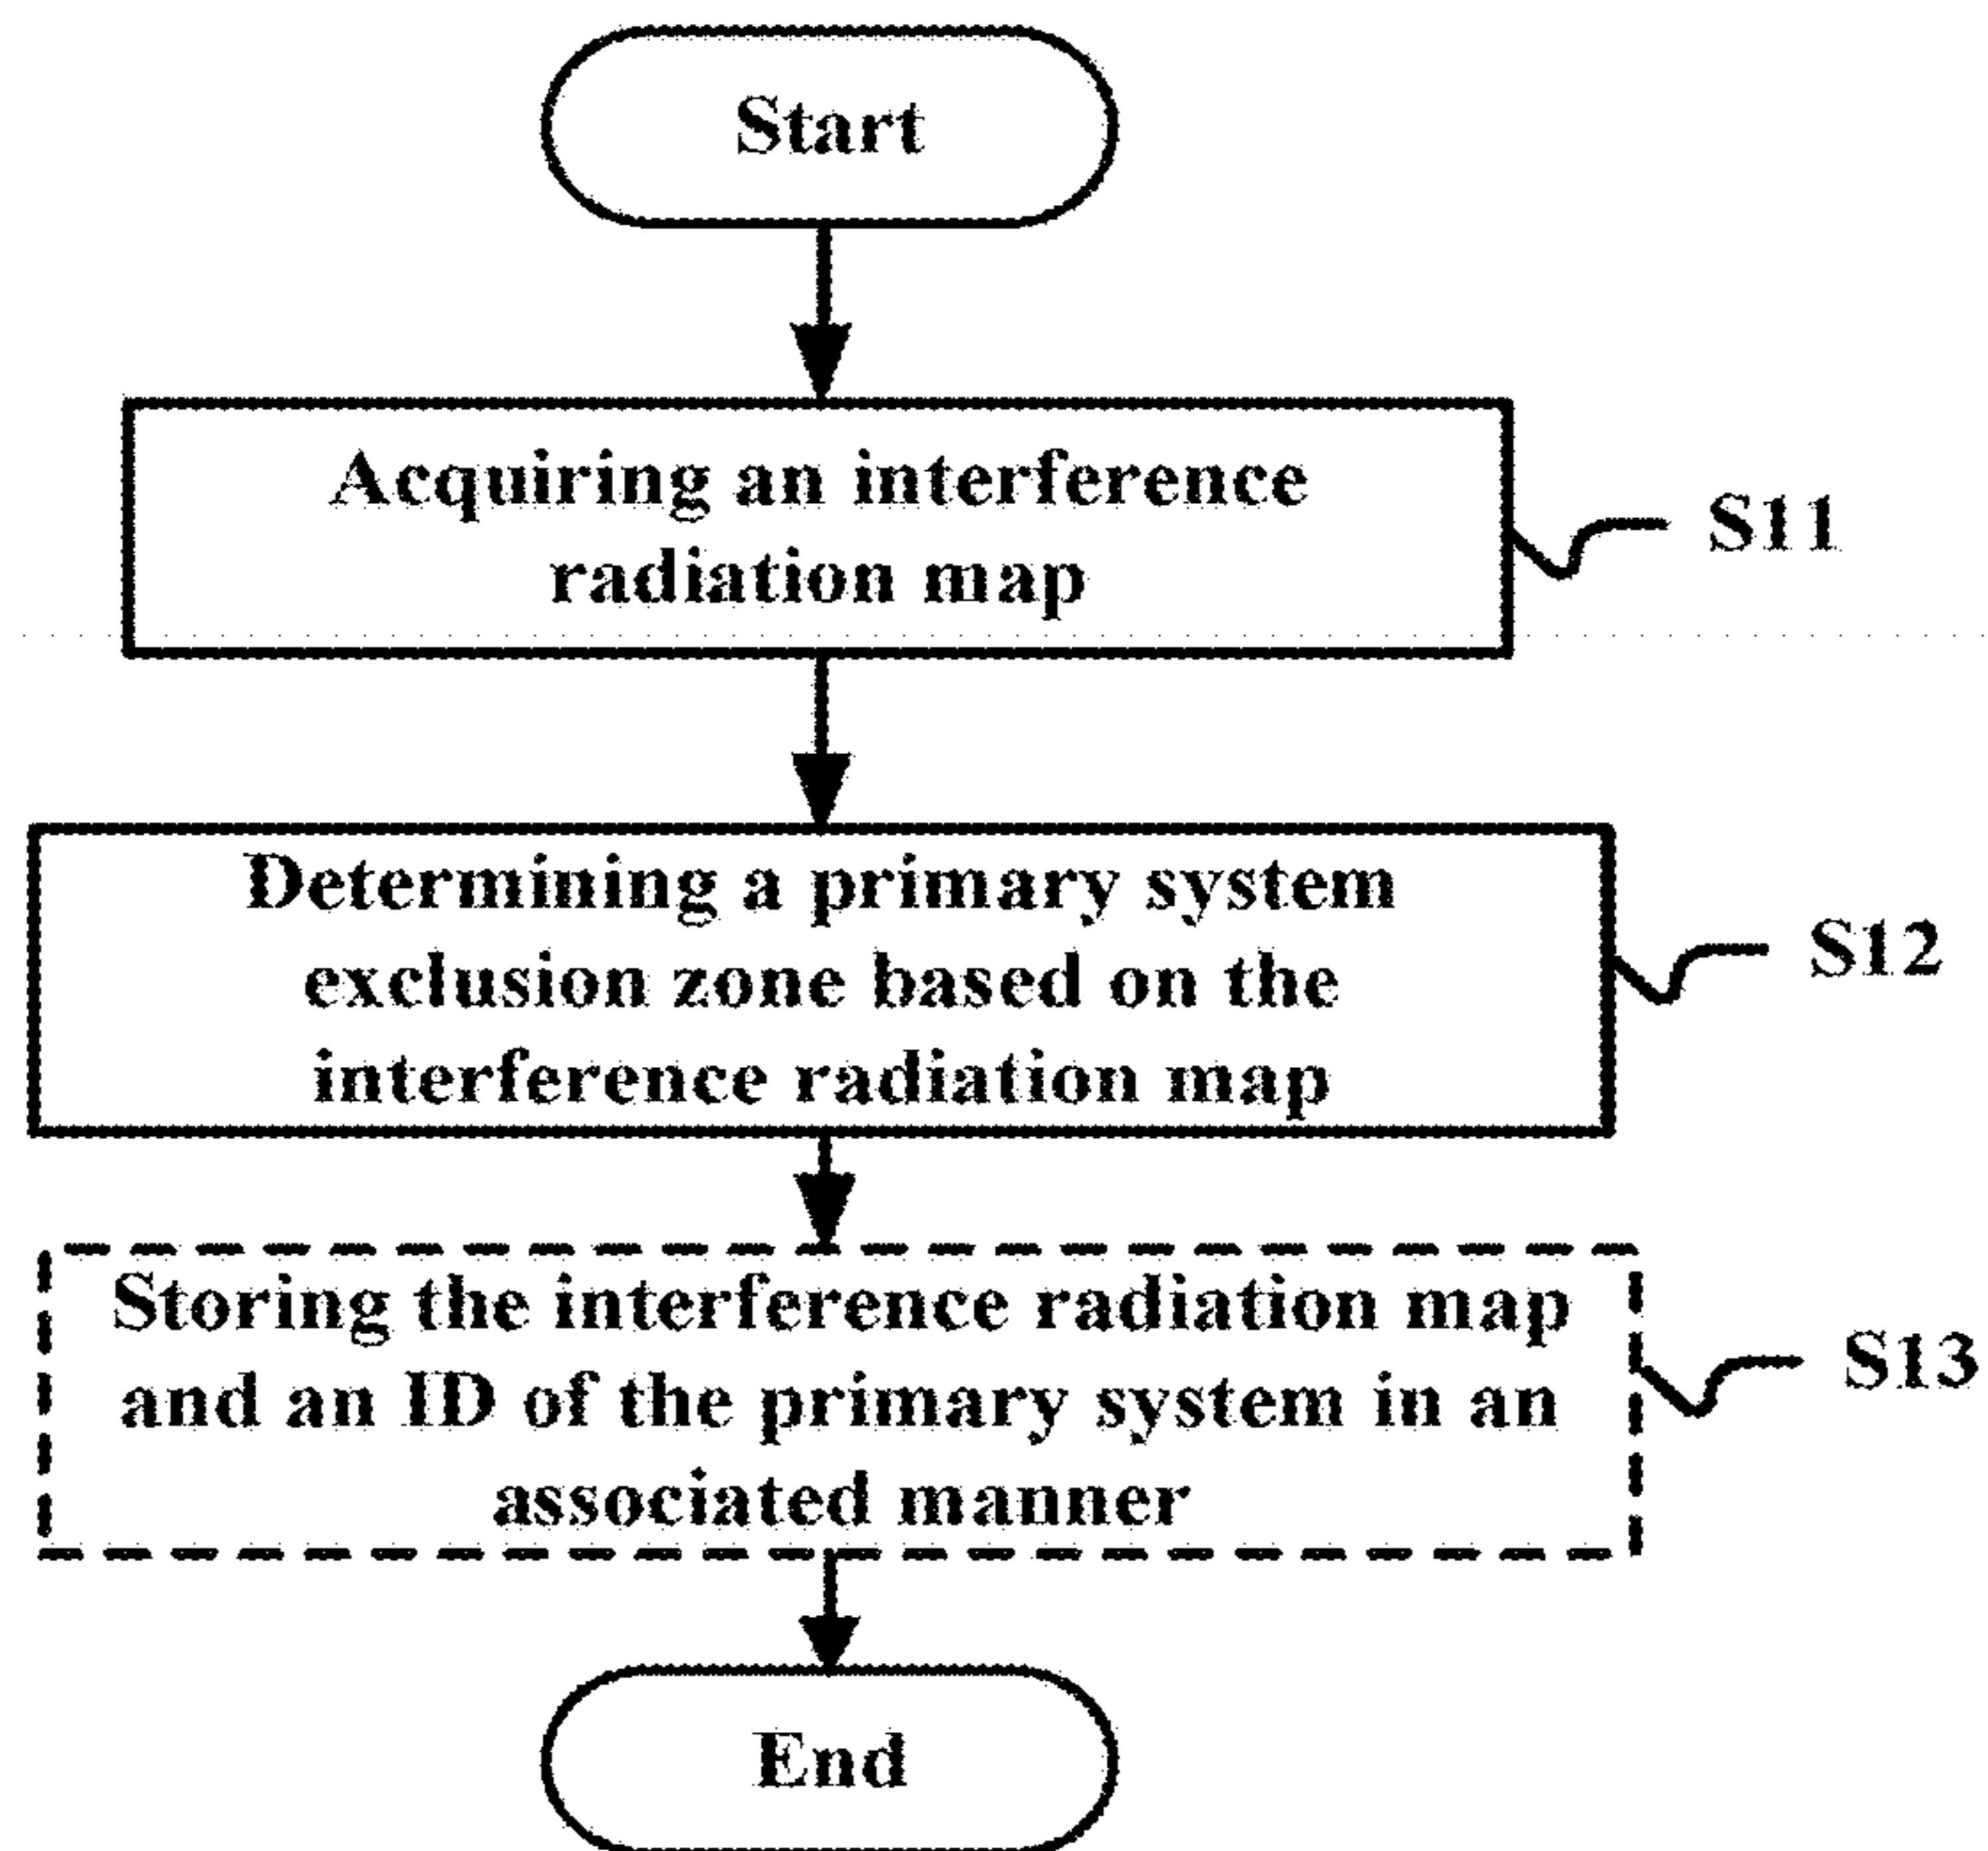 Start
Acquiring an interference
radiation map
S11
Determining a primary system
exclusion zone based on the
interference radiation map
S12
Storing the interference radiation map
and an ID of the primary system in an
associated manner
S13
End